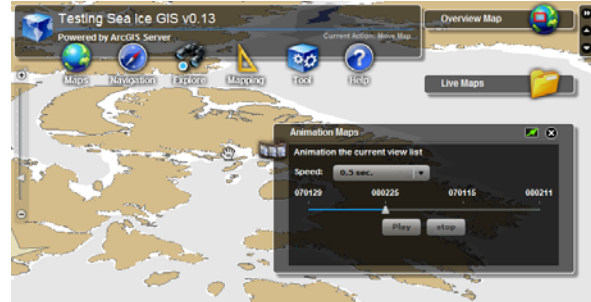 Testing Sea Ice GIS v0.13
Powered by ArcGIS Server
Current Action: Move Map...
Maps Navigation Explore Mapping Tool Help
Overview Map
Live Maps
Animation Maps
Animation the current view list
Speed: 0.5 sec.
070129 000225 070115 000211
Play stop